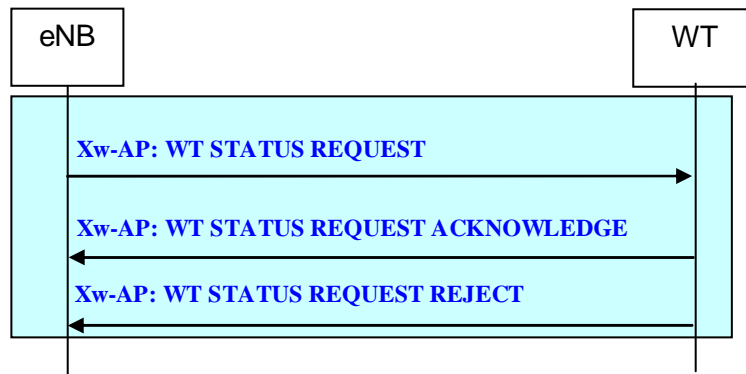 eNB
WT
Xw-AP: WT STATUS REQUEST
Xw-AP: WT STATUS REQUEST ACKNOWLEDGE
Xw-AP: WT STATUS REQUEST REJECT